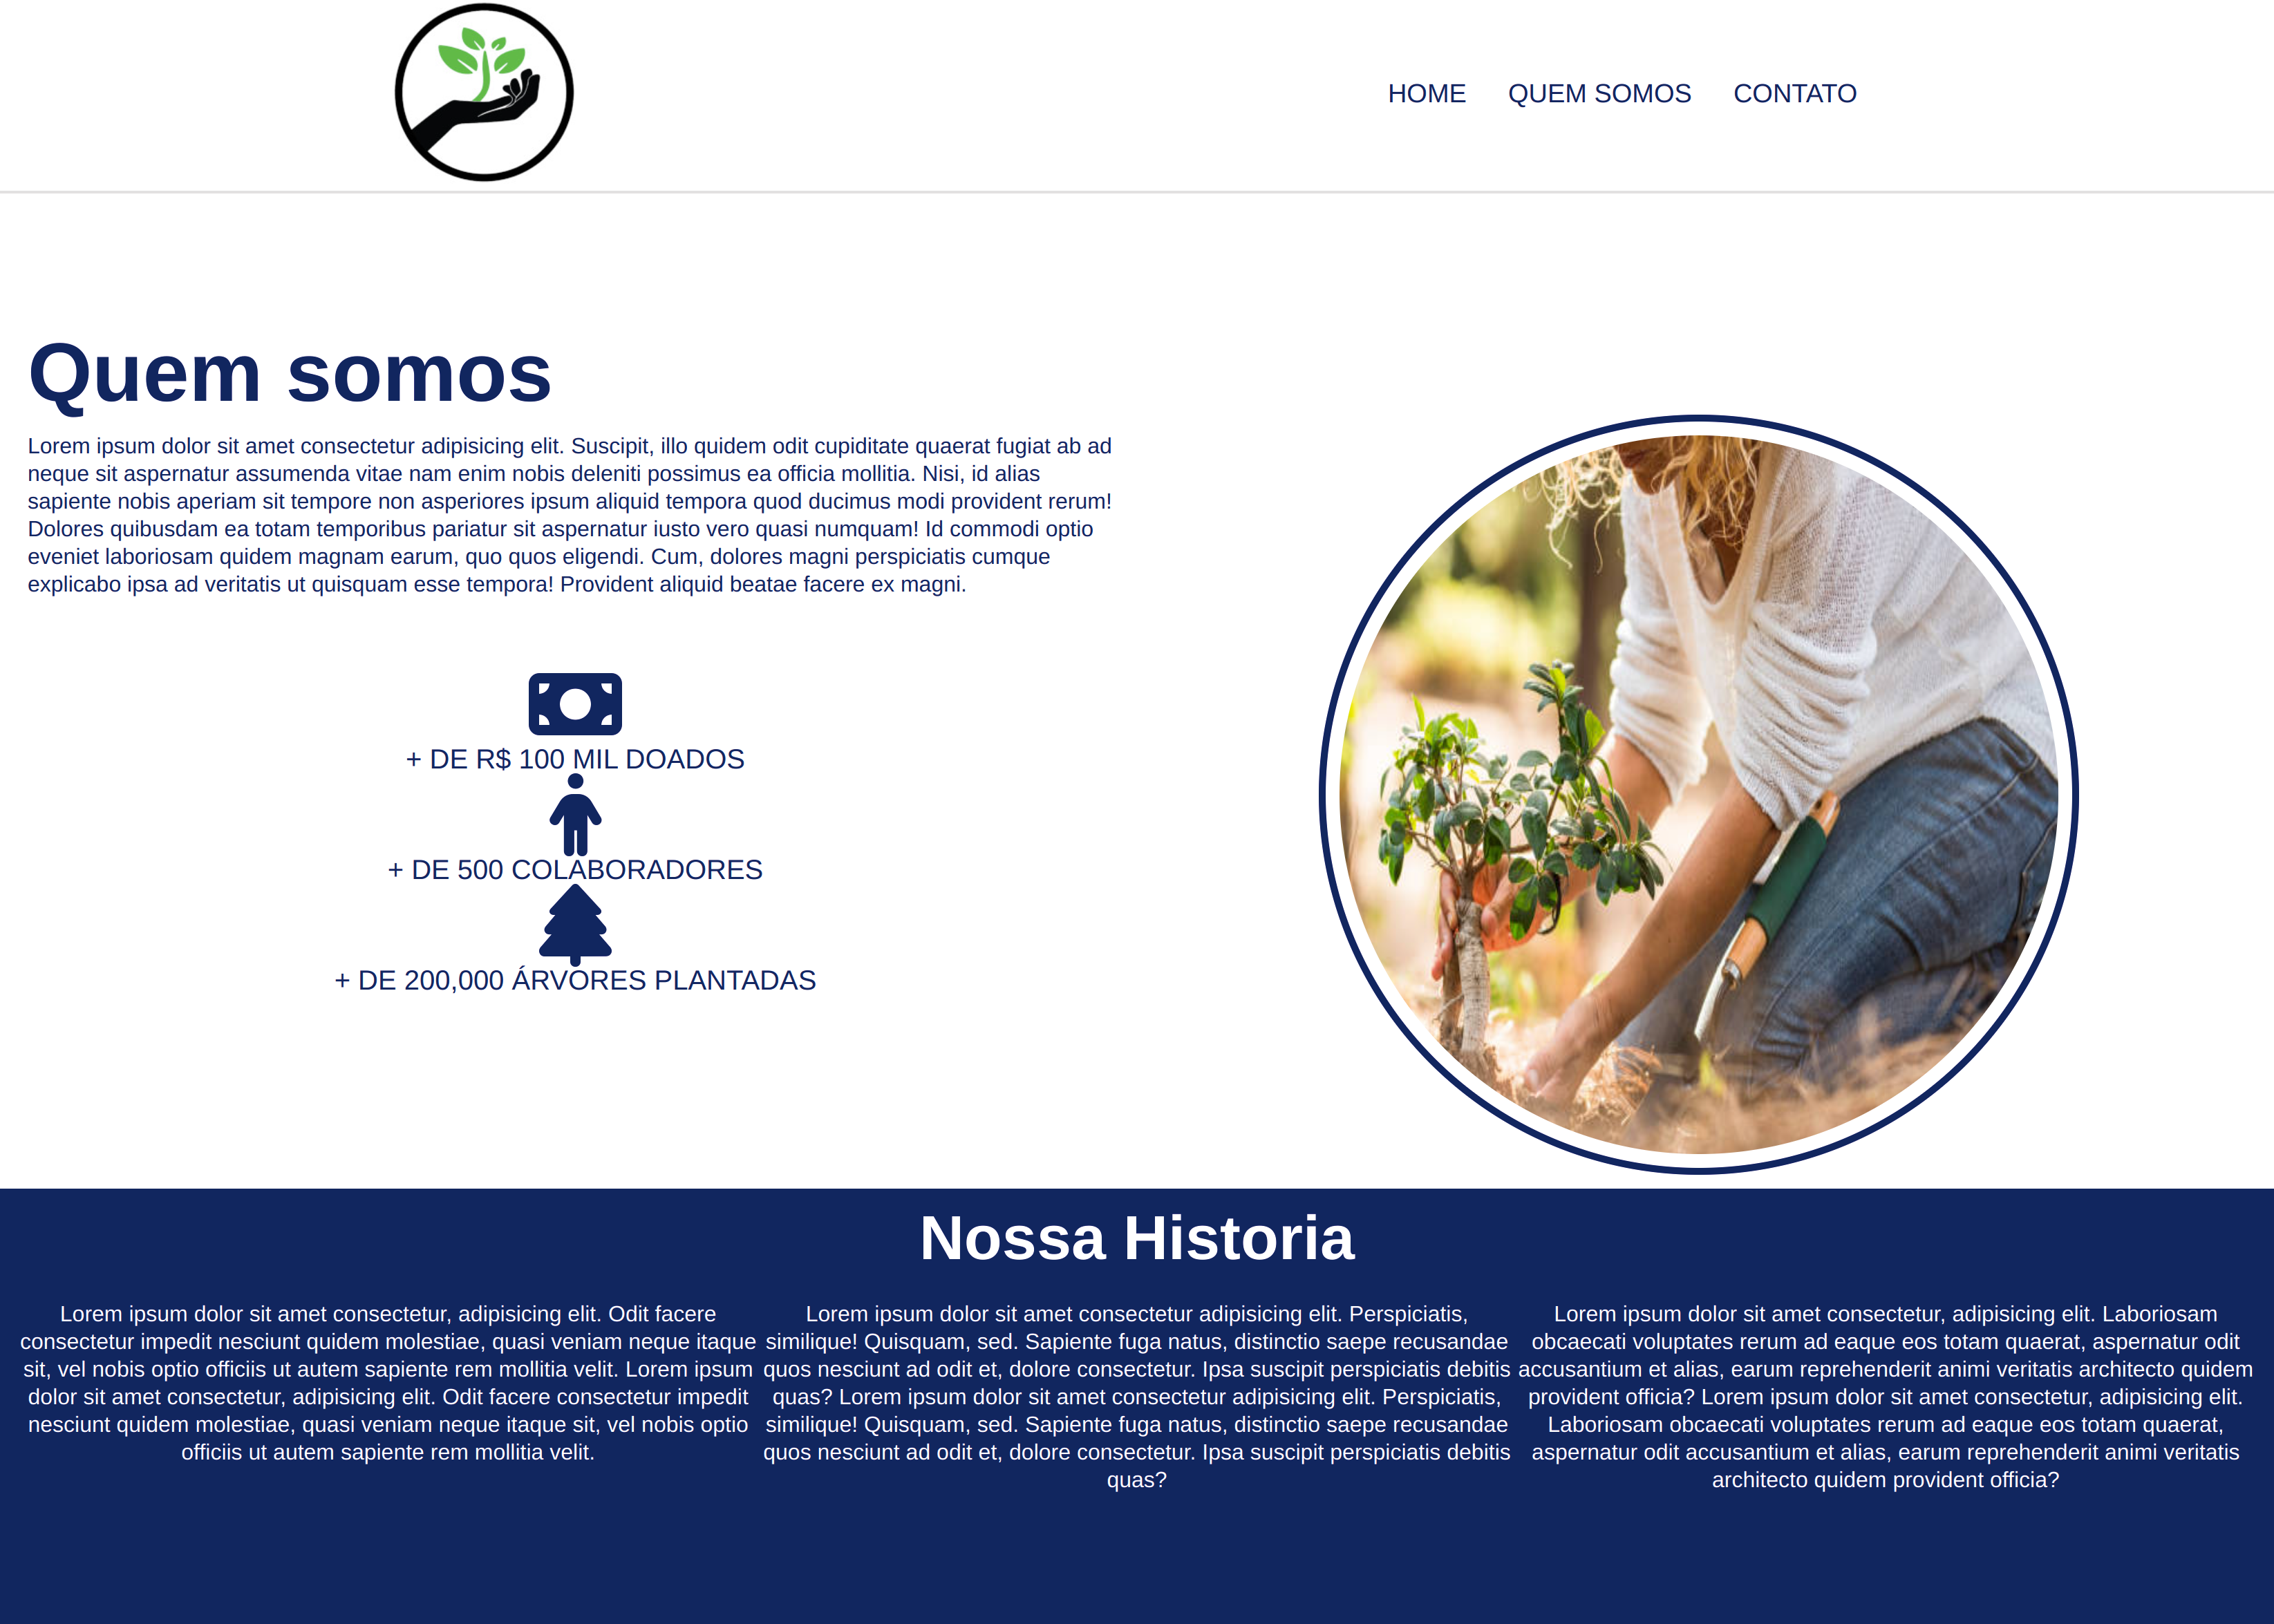 HOME QUEM SOMOS CONTATO
Quem somos
Lorem ipsum dolor sit amet consectetur adipisicing elit. Suscipit, illo quidem odit cupiditate quaerat fugiat ab ad
neque sit aspernatur assumenda vitae nam enim nobis deleniti possimus ea officia mollitia. Nisi, id alias
sapiente nobis aperiam sit tempore non asperiores ipsum aliquid tempora quod ducimus modi provident rerum!
Dolores quibusdam ea totam temporibus pariatur sit aspernatur iusto vero quasi numquam! Id commodi optio
eveniet laboriosam quidem magnam earum, quo quos eligendi. Cum, dolores magni perspiciatis cumque
explicabo ipsa ad veritatis ut quisquam esse tempora! Provident aliquid beatae facere ex magni.
+ DE R$ 100 MIL DOADOS
+ DE 500 COLABORADORES
+ DE 200,000 ÁRVORES PLANTADAS
Nossa Historia
Lorem ipsum dolor sit amet consectetur, adipisicing elit. Odit facere
consectetur impedit nesciunt quidem molestiae, quasi veniam neque itaque
sit, vel nobis optio officiis ut autem sapiente rem mollitia velit. Lorem ipsum
dolor sit amet consectetur, adipisicing elit. Odit facere consectetur impedit
nesciunt quidem molestiae, quasi veniam neque itaque sit, vel nobis optio
officiis ut autem sapiente rem mollitia velit.
Lorem ipsum dolor sit amet consectetur adipisicing elit. Perspiciatis,
similique! Quisquam, sed. Sapiente fuga natus, distinctio saepe recusandae
quos nesciunt ad odit et, dolore consectetur. Ipsa suscipit perspiciatis debitis
quas? Lorem ipsum dolor sit amet consectetur adipisicing elit. Perspiciatis,
similique! Quisquam, sed. Sapiente fuga natus, distinctio saepe recusandae
quos nesciunt ad odit et, dolore consectetur. Ipsa suscipit perspiciatis debitis
quas?
Lorem ipsum dolor sit amet consectetur, adipisicing elit. Laboriosam
obcaecati voluptates rerum ad eaque eos totam quaerat, aspernatur odit
accusantium et alias, earum reprehenderit animi veritatis architecto quidem
provident officia? Lorem ipsum dolor sit amet consectetur, adipisicing elit.
Laboriosam obcaecati voluptates rerum ad eaque eos totam quaerat,
aspernatur odit accusantium et alias, earum reprehenderit animi veritatis
architecto quidem provident officia?